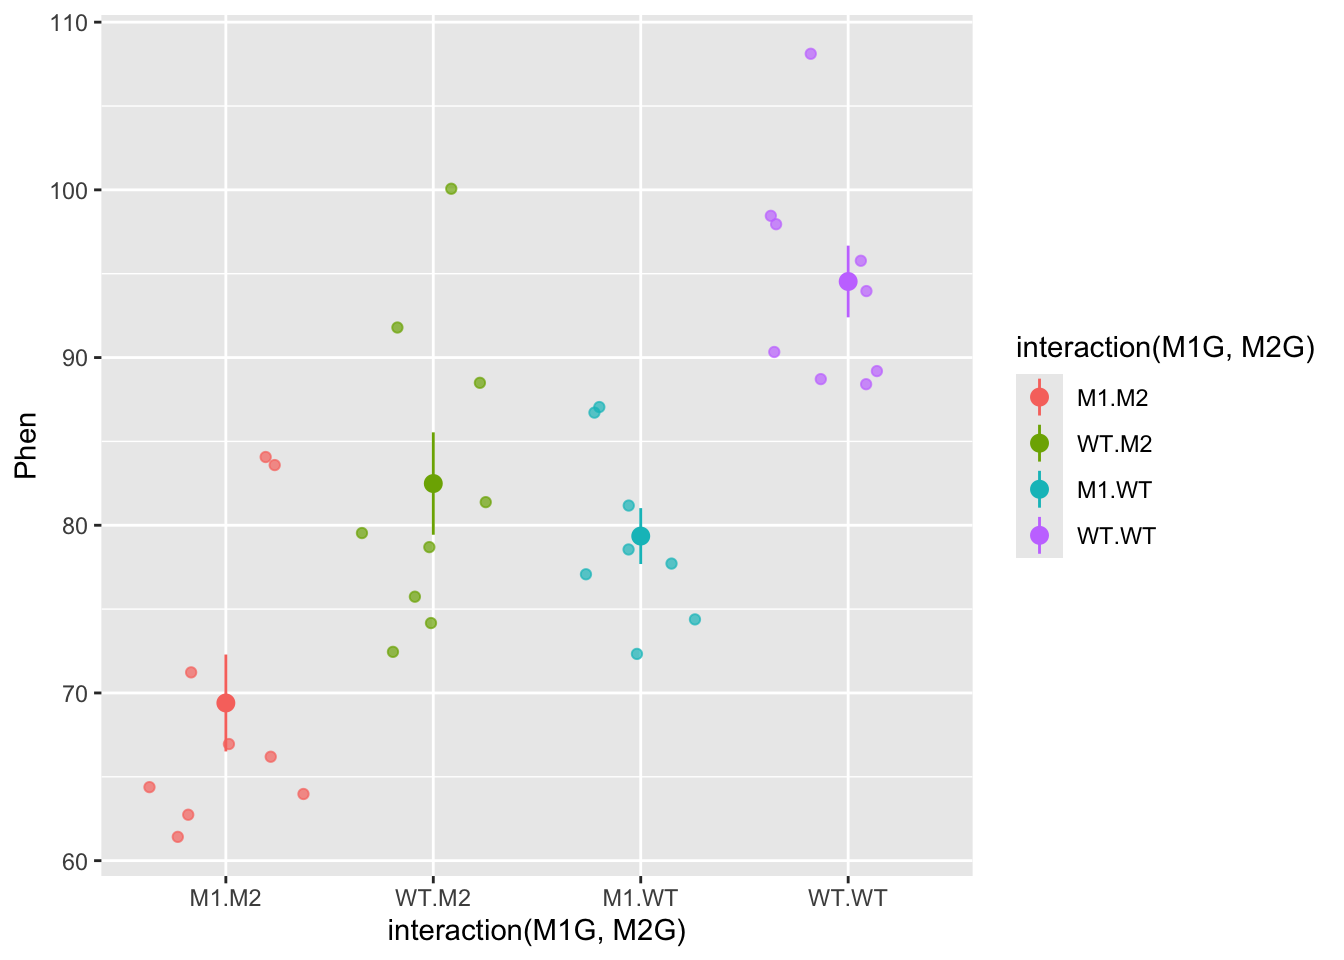 110
100
90
80
70
60
Phen
M1.M2 WT.M2 M1.WT WT.WT
interaction(M1G, M2G)
interaction(M1G, M2G)
M1.M2
WT.M2
M1.WT
WT.WT